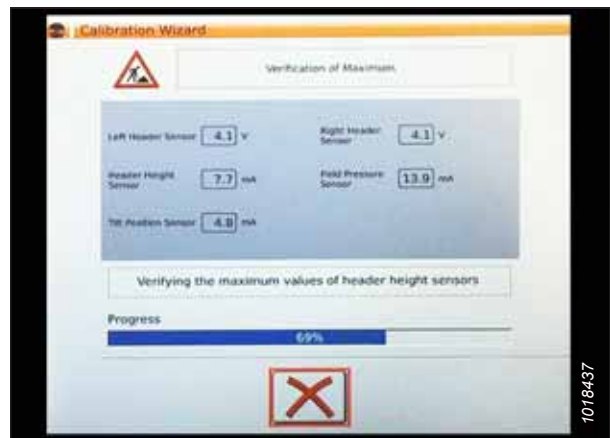 Calibration Wizard
Verification of Maximum
Left Header Sensor 4.1 V
Right Header
Sensor 4.1 V
Header Height
Sensor 7.7 mA
Field Pressure
Sensor 13.9 mA
Tilt Position Sensor 4.8 mA
Verifying the maximum values of header height sensors
Progress
69%
1018437